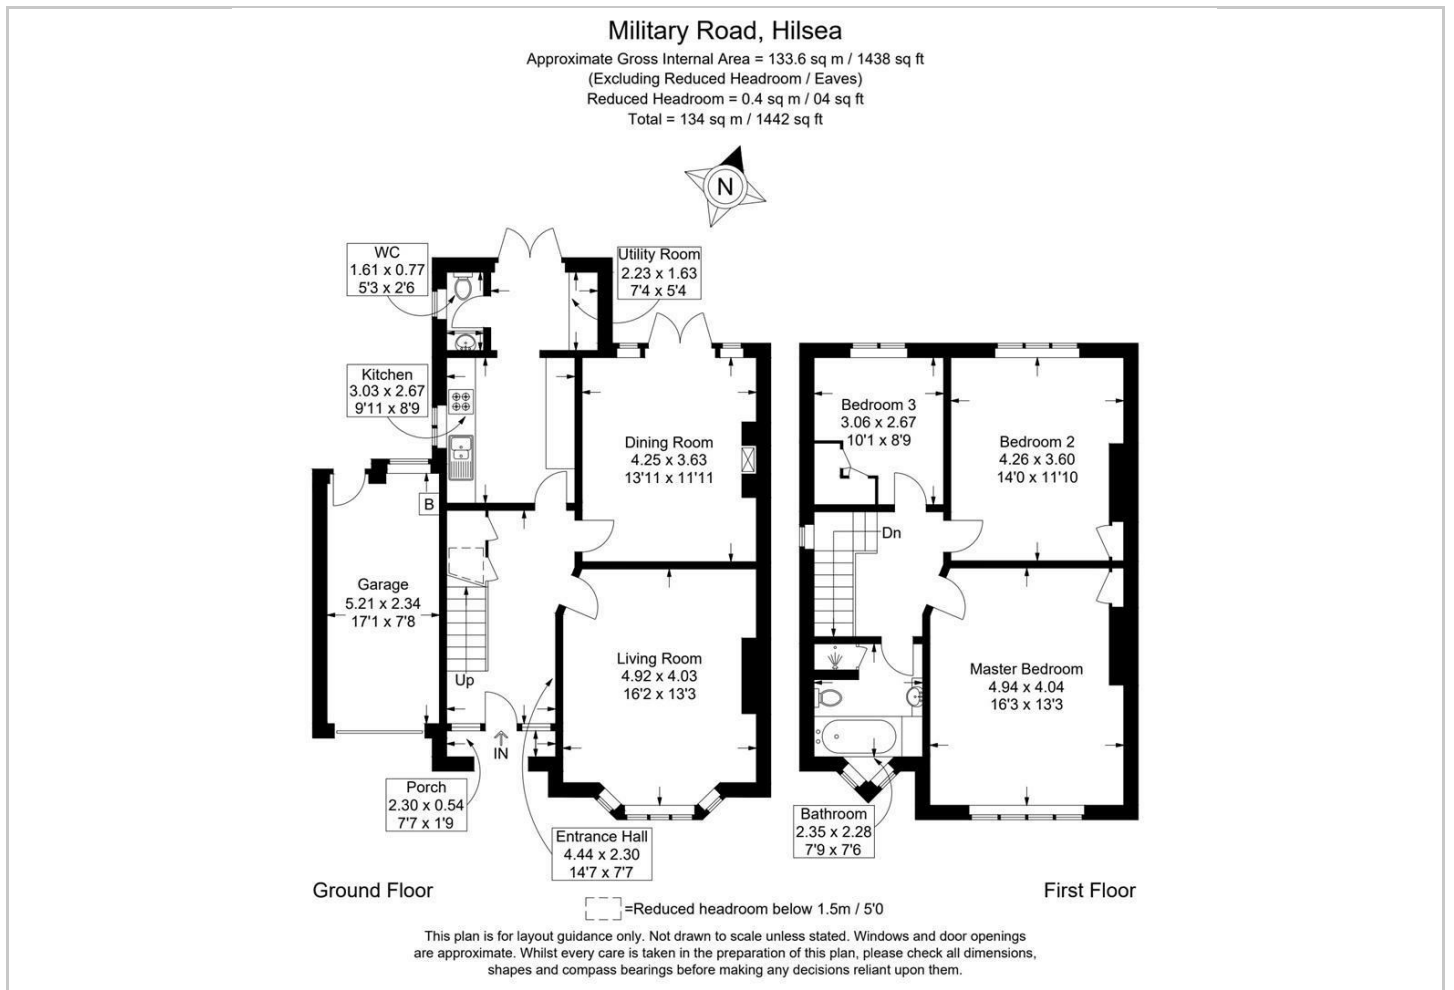 Military Road, Hilsea
Approximate Gross Internal Area = 133.6 sq m / 1438 sq ft
(Excluding Reduced Headroom / Eaves)
Reduced Headroom = 0.4 sq m / 04 sq ft
Total = 134 sq m / 1442 sq ft
N
WC
1.61 x 0.77
5'3 x 2'6
Utility Room
2.23 x 1.63
7'4 x 5'4
Kitchen
3.03 x 2.67
9'11 x 8'9
Dining Room
4.25 x 3.63
13'11 x 11'11
B
Garage
5.21 x 2.34
17'1 x 7'8
Living Room
4.92 x 4.03
16'2 x 13'3
Up
IN
Porch
2.30 x 0.54
7'7 x 1'9
Entrance Hall
4.44 x 2.30
14'7 x 7'7
Ground Floor
Bedroom 3
3.06 x 2.67
10'1 x 8'9
Bedroom 2
4.26 x 3.60
14'0 x 11'10
Dn
Master Bedroom
4.94 x 4.04
16'3 x 13'3
Bathroom
2.35 x 2.28
7'9 x 7'6
First Floor
=Reduced headroom below 1.5m / 5'0
This plan is for layout guidance only. Not drawn to scale unless stated. Windows and door openings
are approximate. Whilst every care is taken in the preparation of this plan, please check all dimensions,
shapes and compass bearings before making any decisions reliant upon them.